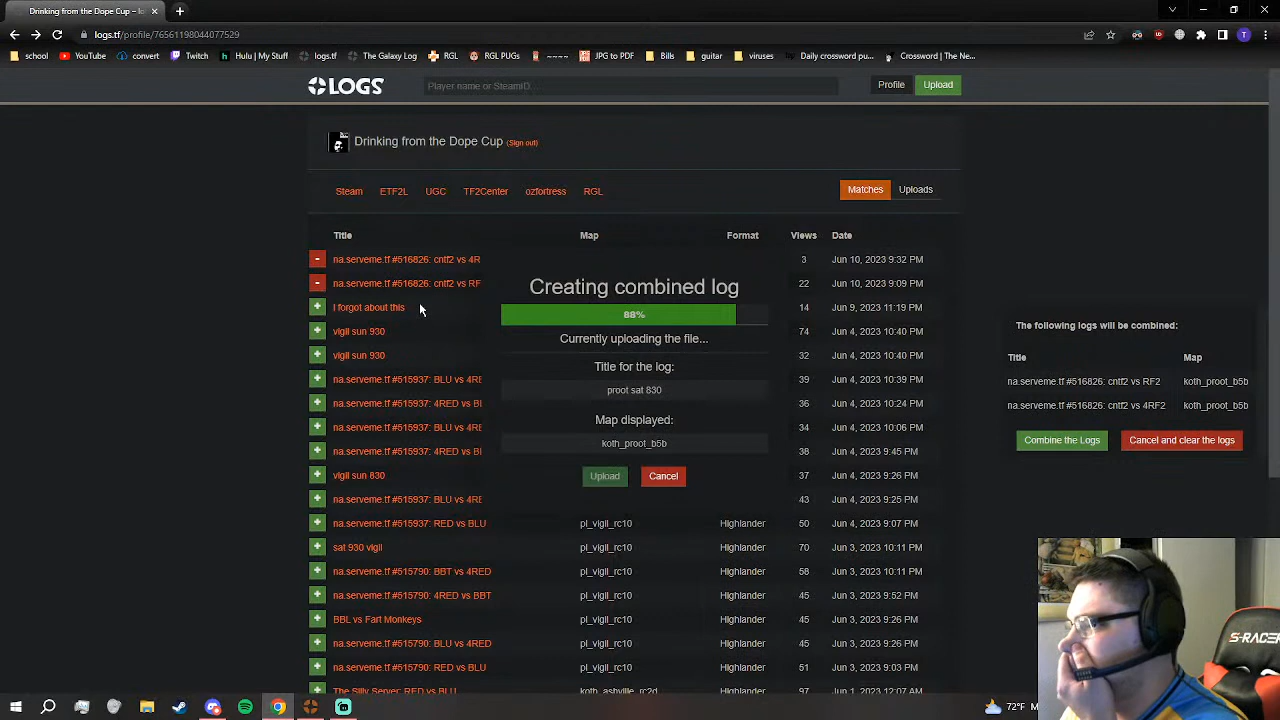 Drinking from the Dope Cup - lo
logs.tf/profile/76561198044077529
school YouTube convert Twitch Hulu | My Stuff logs.tf The Galaxy Log RGL RGL PUGs ~~~~ JPG to PDF Bills guitar viruses Daily crossword pu... Crossword | The Ne...
LOGS Player name or SteamID. Profile Upload
Drinking from the Dope Cup (Sign out)
Steam ETF2L UGC TF2Center ozfortress RGL Matches Uploads
Title Map Format Views Date
- na.serveme.tf #516826: cntf2 vs 4R 3 Jun 10, 2023 9:32 PM
- na.serveme.tf #516826: cntf2 vs RF 22 Jun 10, 2023 9:09 PM
+ I forgot about this 14 Jun 9, 2023 11:19 PM
+ vigil sun 930 74 Jun 4, 2023 10:40 PM
+ vigil sun 930 32 Jun 4, 2023 10:40 PM
+ na.serveme.tf #515937: BLU vs 4RE 39 Jun 4, 2023 10:39 PM
+ na.serveme.tf #515937: 4RED vs Bl 36 Jun 4, 2023 10:24 PM
+ na.serveme.tf #515937: BLU vs 4RE 34 Jun 4, 2023 10:06 PM
+ na.serveme.tf #515937: 4RED vs Bl 38 Jun 4, 2023 9:45 PM
+ vigil sun 830 37 Jun 4, 2023 9:26 PM
+ na.serveme.tf #515937: BLU vs 4RE 43 Jun 4, 2023 9:25 PM
+ na.serveme.tf #515937: RED vs BLU pl_vigil_rc10 Highlander 50 Jun 4, 2023 9:07 PM
+ sat 930 vigil pl_vigil_rc10 Highlander 70 Jun 3, 2023 10:11 PM
+ na.serveme.tf #515790: BBT vs 4RED pl_vigil_rc10 Highlander 58 Jun 3, 2023 10:11 PM
+ na.serveme.tf #515790: 4RED vs BBT pl_vigil_rc10 Highlander 45 Jun 3, 2023 9:52 PM
+ BBL vs Fart Monkeys pl_vigil_rc10 Highlander 45 Jun 3, 2023 9:26 PM
+ na.serveme.tf #515790: BLU vs 4RED pl_vigil_rc10 Highlander 45 Jun 3, 2023 9:26 PM
+ na.serveme.tf #515790: RED vs BLU pl_vigil_rc10 Highlander 51 Jun 3, 2023 9:03 PM
+ The Silly Server: RED vs BLU koth_ashville_rc2d Highlander 97 Jun 1, 2023 12:07 AM
Creating combined log
88%
Currently uploading the file...
Title for the log:
proot sat 830
Map displayed:
koth_proot_b5b
Upload Cancel
The following logs will be combined:
Title Map
na.serveme.tf #516826: cntf2 vs RF2 koth_proot_b5b
na.serveme.tf #516826: cntf2 vs 4RF2 koth_proot_b5b
Combine the Logs Cancel and clear the logs
S-RACER
72°F